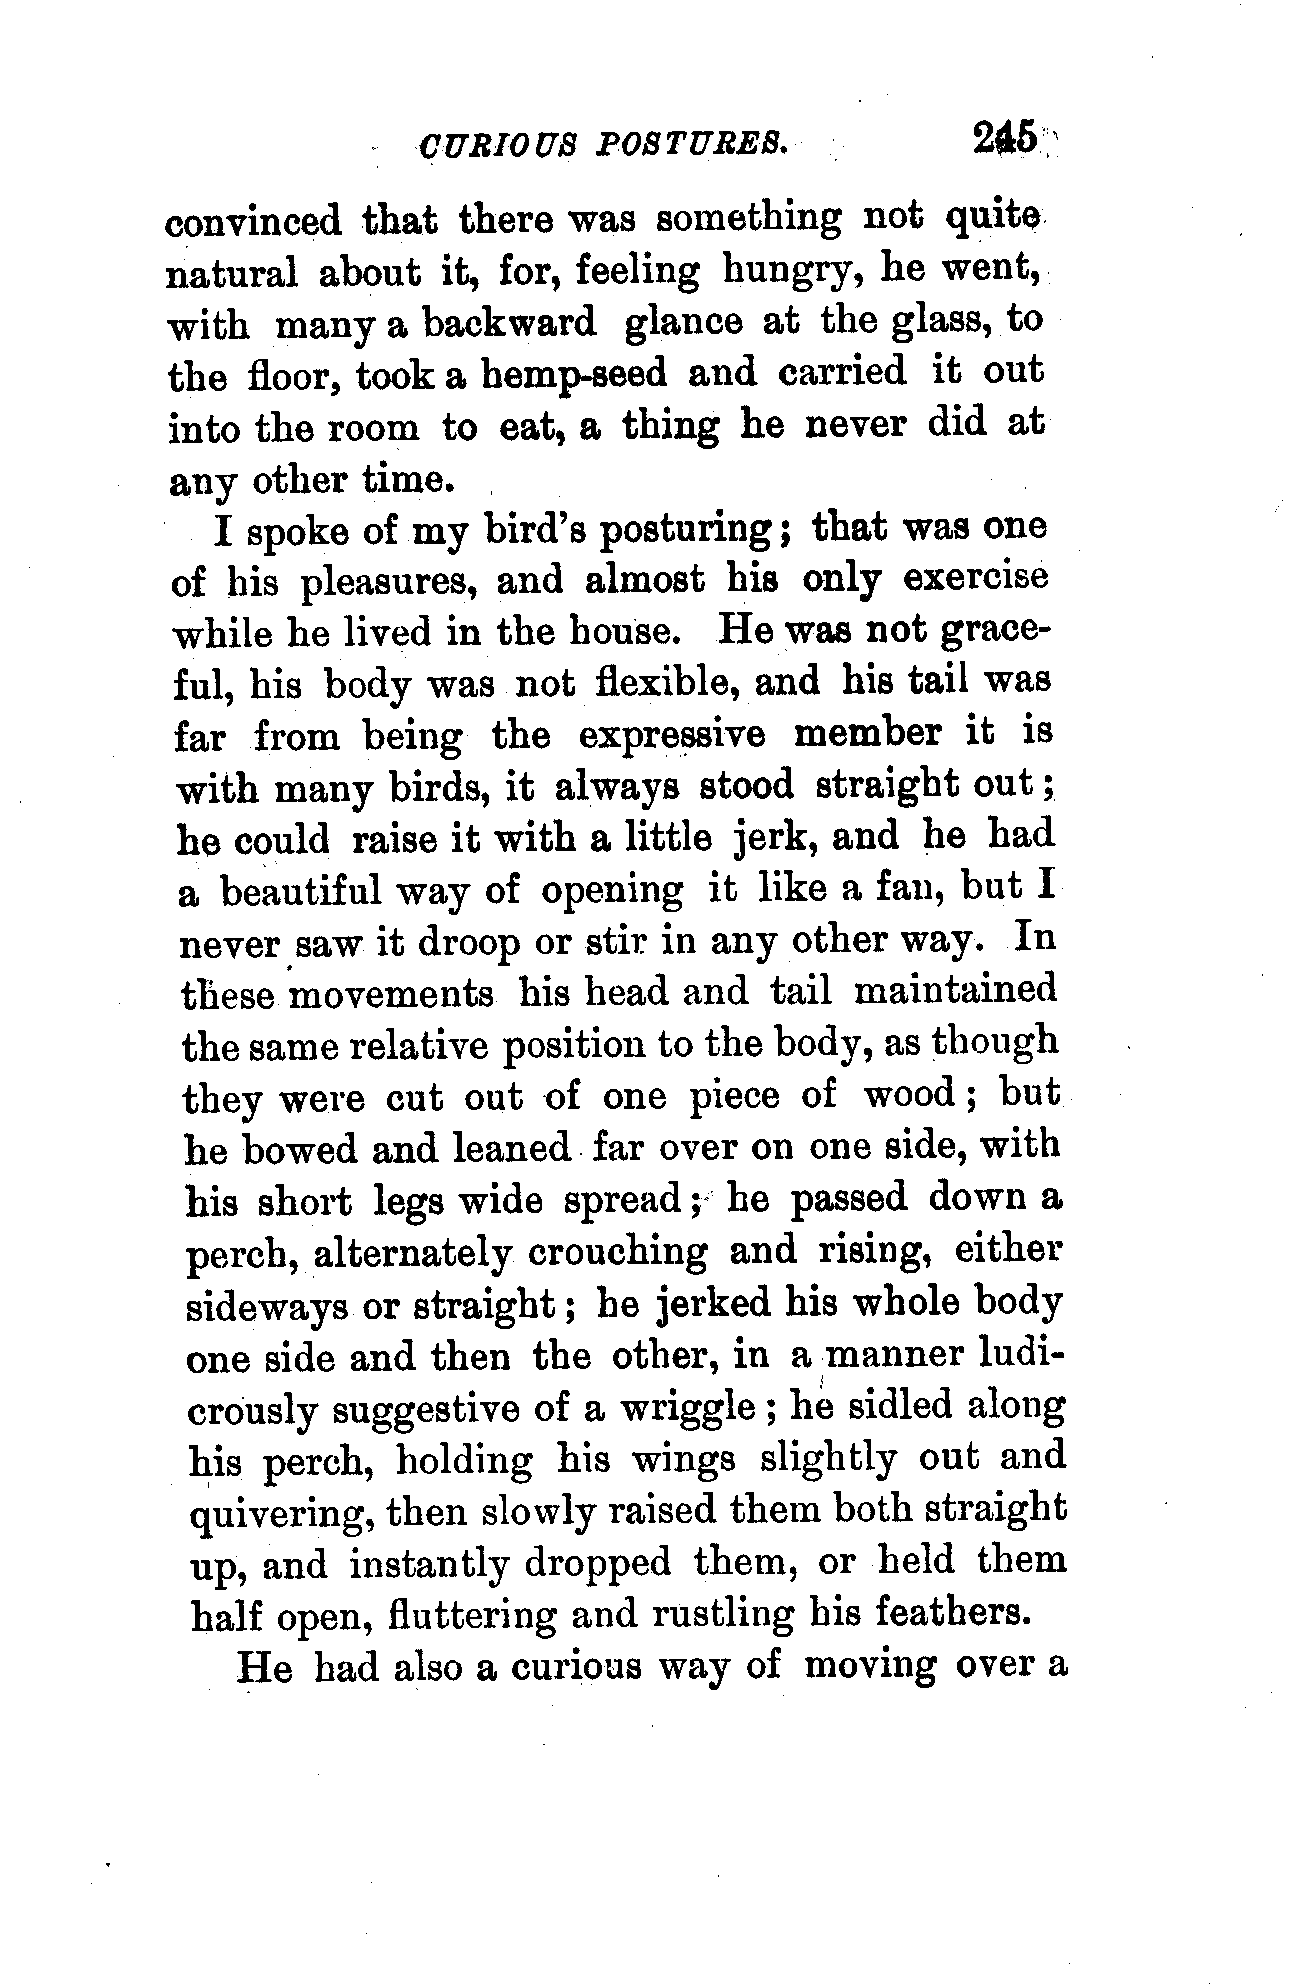 CURIOUS POSTURES. 245
convinced that there was something not quite
natural about it, for, feeling hungry, he went,
with many a backward glance at the glass, to
the floor, took a hemp-seed and carried it out
into the room to eat, a thing he never did at
any other time.
I spoke of my bird's posturing; that was one
of his pleasures, and almost his only exercise
while he lived in the house. He was not grace-
ful, his body was not flexible, and his tail was
far from being the expressive member it is
with many birds, it always stood straight out;
he could raise it with a little jerk, and he had
a beautiful way of opening it like a fan, but I
never saw it droop or stir in any other way. In
these movements his head and tail maintained
the same relative position to the body, as though
they were cut out of one piece of wood; but
he bowed and leaned far over on one side, with
his short legs wide spread; he passed down a
perch, alternately crouching and rising, either
sideways or straight; he jerked his whole body
one side and then the other, in a manner ludi-
crously suggestive of a wriggle; he sidled along
his perch, holding his wings slightly out and
quivering, then slowly raised them both straight
up, and instantly dropped them, or held them
half open, fluttering and rustling his feathers.
He had also a curious way of moving over a